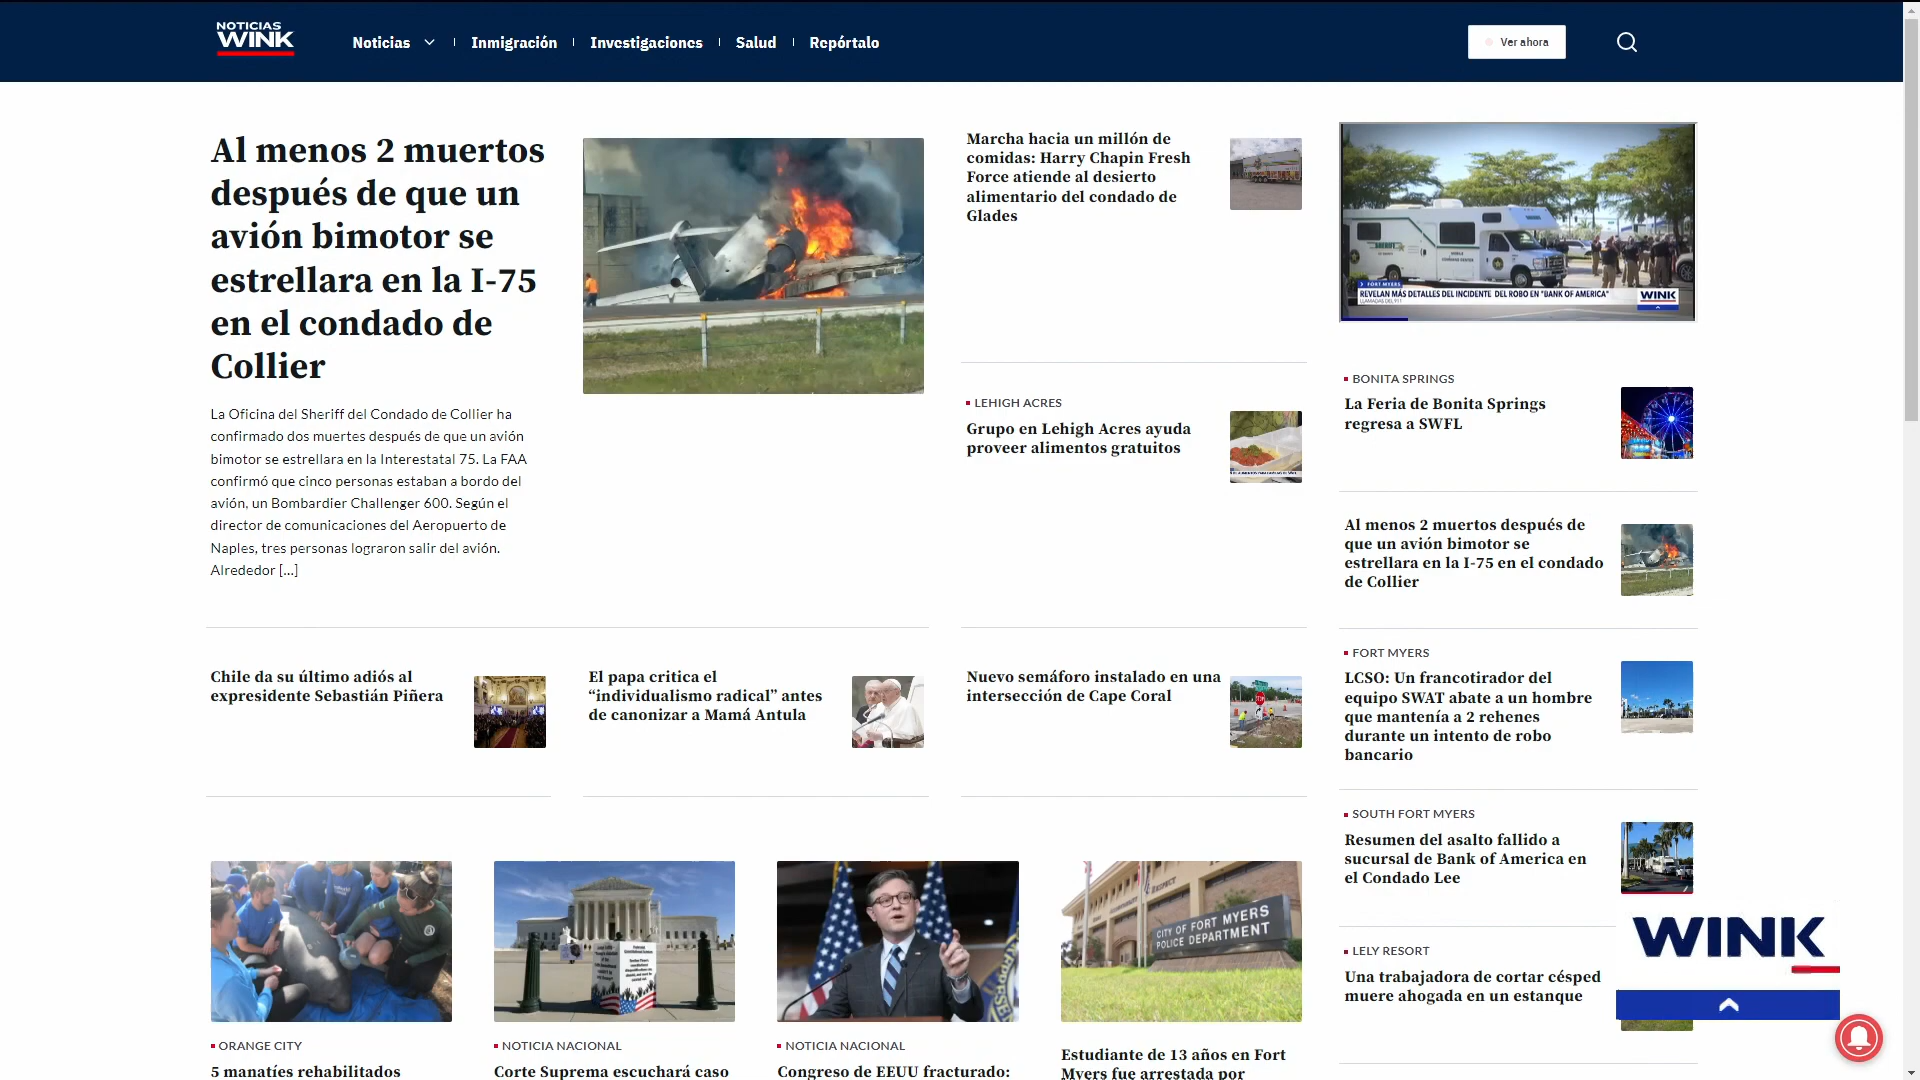 NOTICIAS
WINK
Noticias
Inmigración
Investigaciones
Salud
Repórtalo
Ver ahora
Al menos 2 muertos
después de que un
avión bimotor se
estrellara en la I-75
en el condado de
Collier
La Oficina del Sheriff del Condado de Collier ha
confirmado dos muertes después de que un avión
bimotor se estrellara en la Interestatal 75. La FAA
confirmó que cinco personas estaban a bordo del
avión, un Bombardier Challenger 600. Según el
director de comunicaciones del Aeropuerto de
Naples, tres personas lograron salir del avión.
Alrededor [...]
Marcha hacia un millón de
comidas: Harry Chapin Fresh
Force atiende al desierto
alimentario del condado de
Glades
LEHIGH ACRES
Grupo en Lehigh Acres ayuda
proveer alimentos gratuitos
FORT MYERS
REVELAN MÁS DETALLES DEL INCIDENTE DEL ROBO EN "BANK OF AMERICA"
LLAMADAS DEL 911
WINK
BONITA SPRINGS
La Feria de Bonita Springs
regresa a SWFL
Al menos 2 muertos después de
que un avión bimotor se
estrellara en la I-75 en el condado
de Collier
FORT MYERS
LCSO: Un francotirador del
equipo SWAT abate a un hombre
que mantenía a 2 rehenes
durante un intento de robo
bancario
SOUTH FORT MYERS
Resumen del asalto fallido a
sucursal de Bank of America en
el Condado Lee
LELY RESORT
Una trabajadora de cortar césped
muere ahogada en un estanque
WINK
Chile da su último adiós al
expresidente Sebastián Piñera
El papa critica el
“individualismo radical” antes
de canonizar a Mamá Antula
Nuevo semáforo instalado en una
intersección de Cape Coral
CITY OF FORT MYERS
POLICE DEPARTMENT
ORANGE CITY
5 manatíes rehabilitados
NOTICIA NACIONAL
Corte Suprema escuchará caso
NOTICIA NACIONAL
Congreso de EEUU fracturado:
Estudiante de 13 años en Fort
Myers fue arrestada por